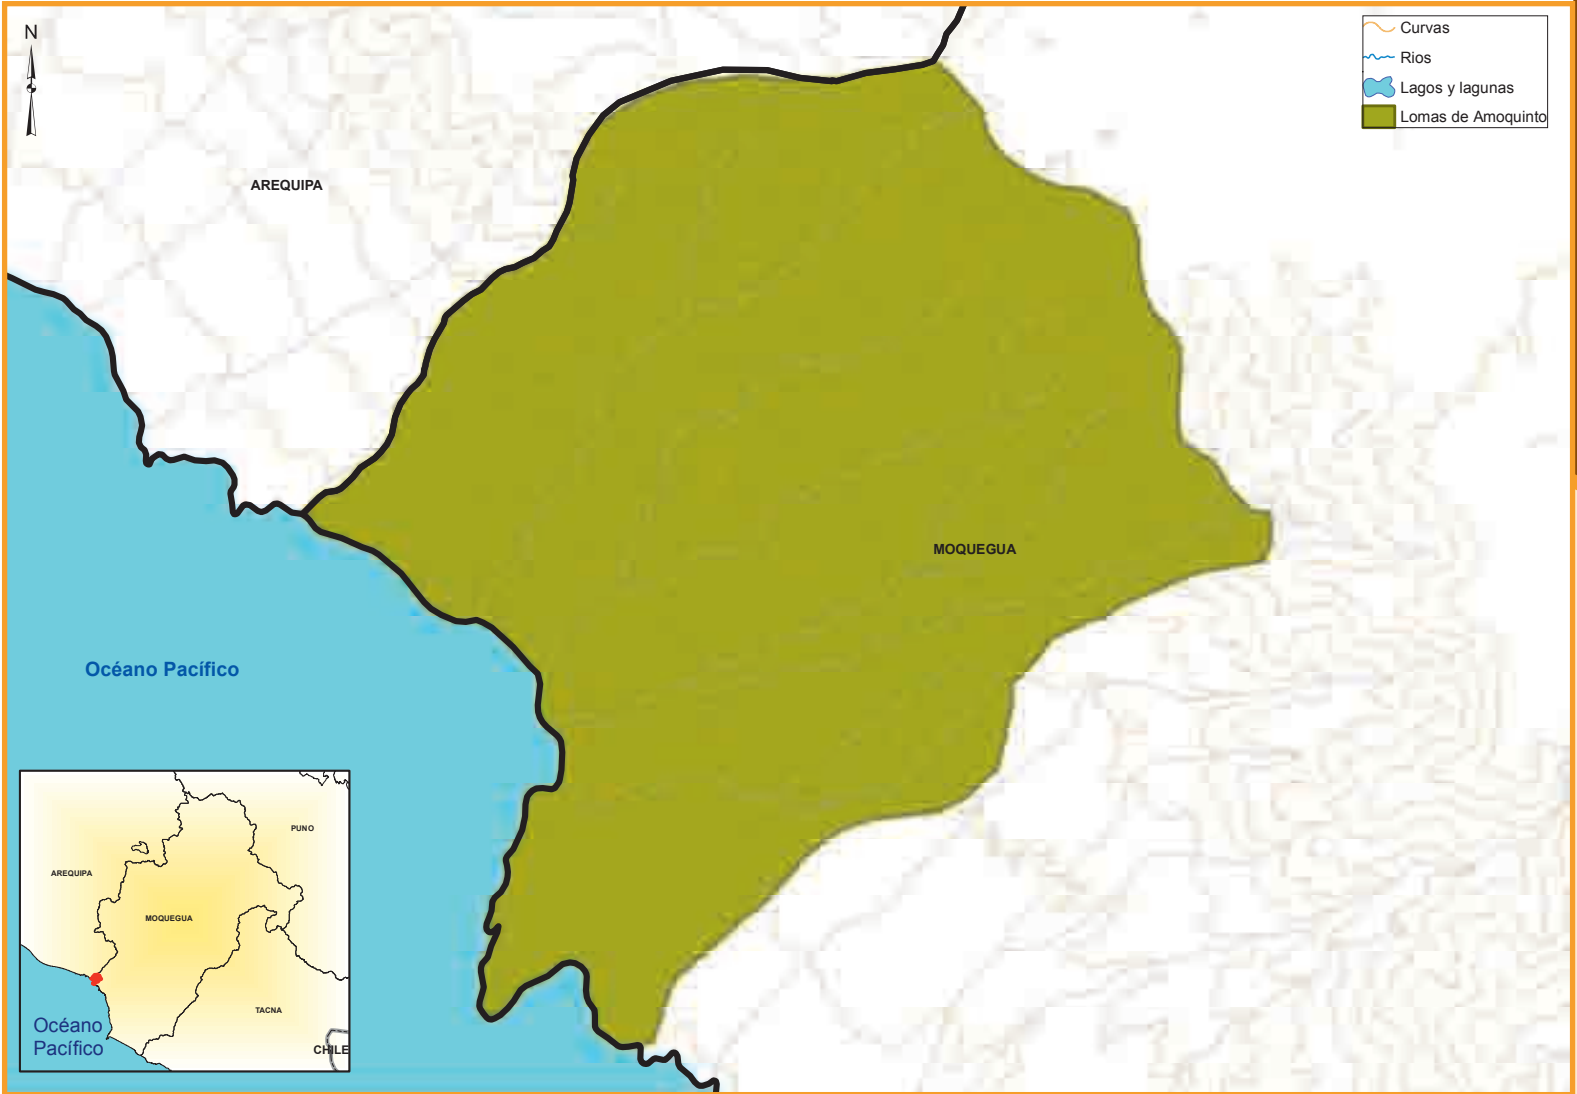 N
Curvas
Rios
Lagos y lagunas
Lomas de Amoquinto
AREQUIPA
MOQUEGUA
Océano Pacífico
PUNO
AREQUIPA
MOQUEGUA
TACNA
Océano
Pacífico
CHILE